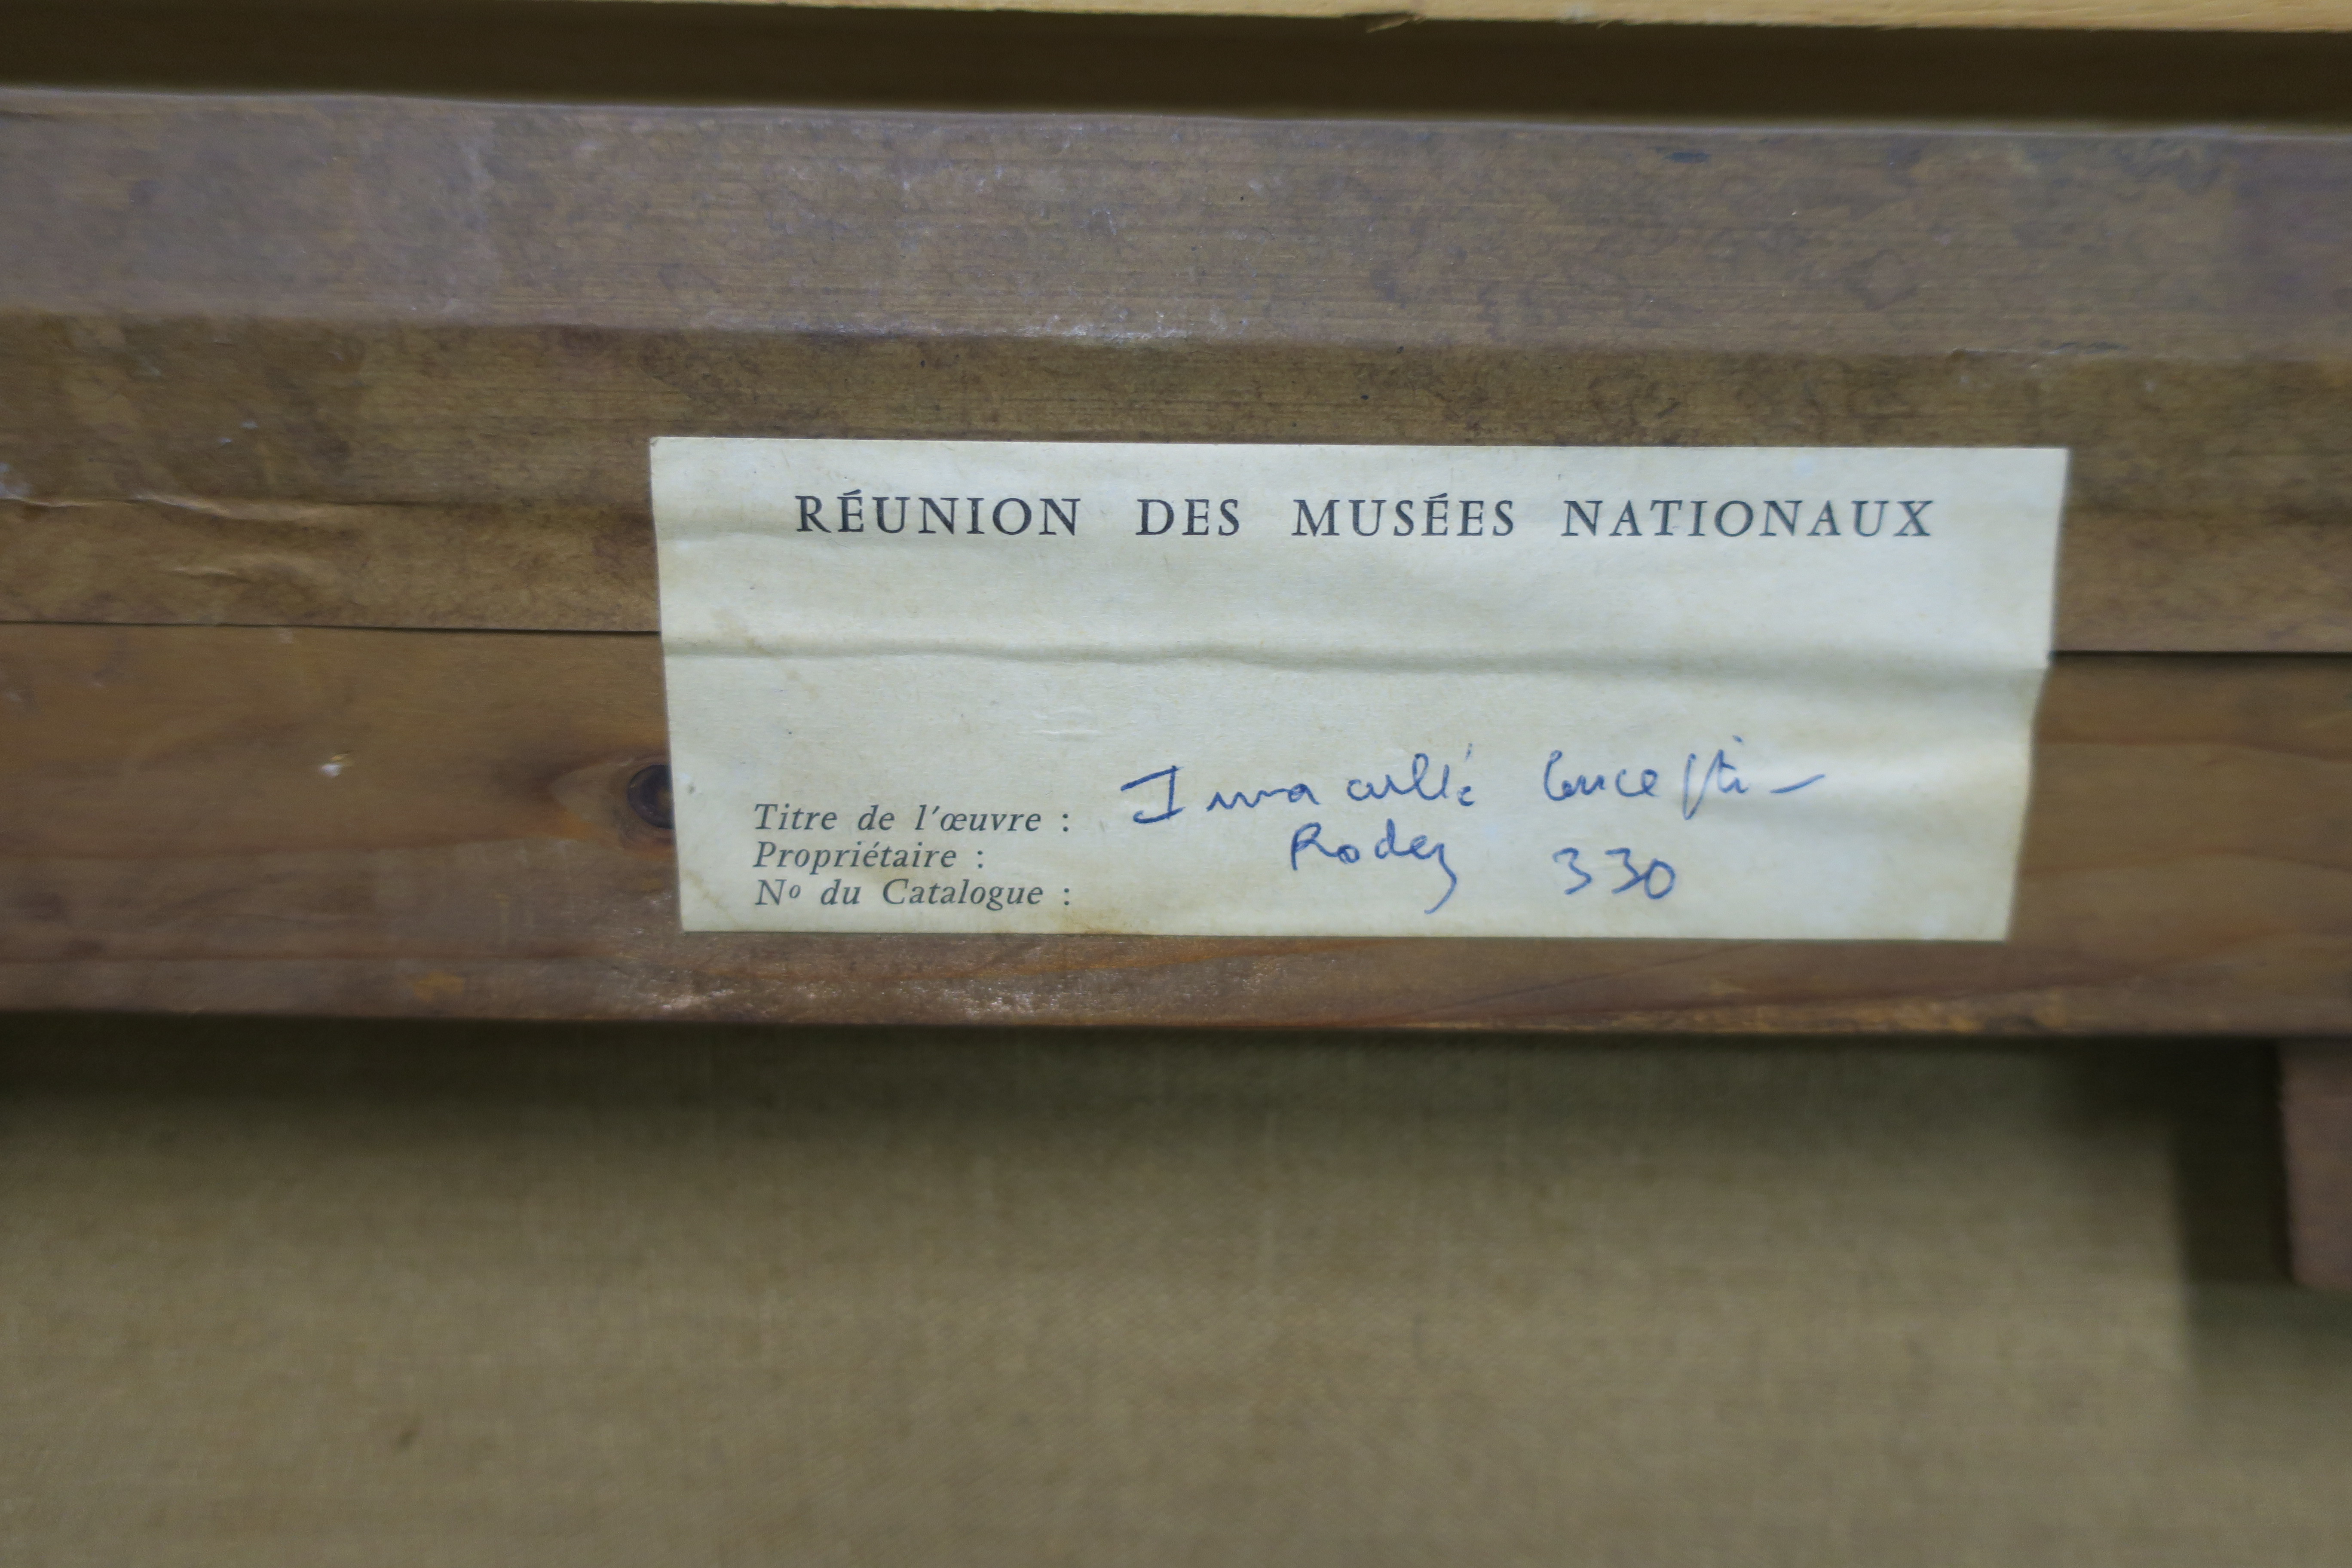 RÉUNION DES MUSÉES NATIONAUX
Titre de l'œuvre : Immaculée Conception
Propriétaire : Rodez 330
Nº du Catalogue :